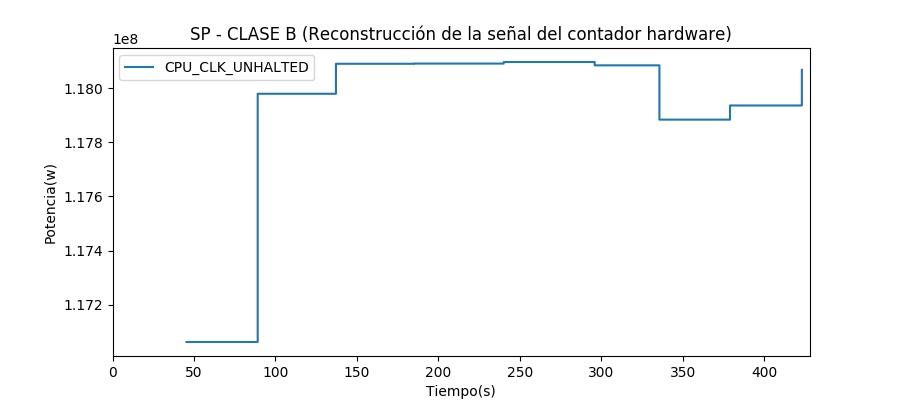 SP - CLASE B (Reconstrucción de la señal del contador hardware)
1e8
CPU_CLK_UNHALTED
1.180
1.178
1.176
1.174
1.172
Potencia(w)
0 50 100 150 200 250 300 350 400
Tiempo(s)